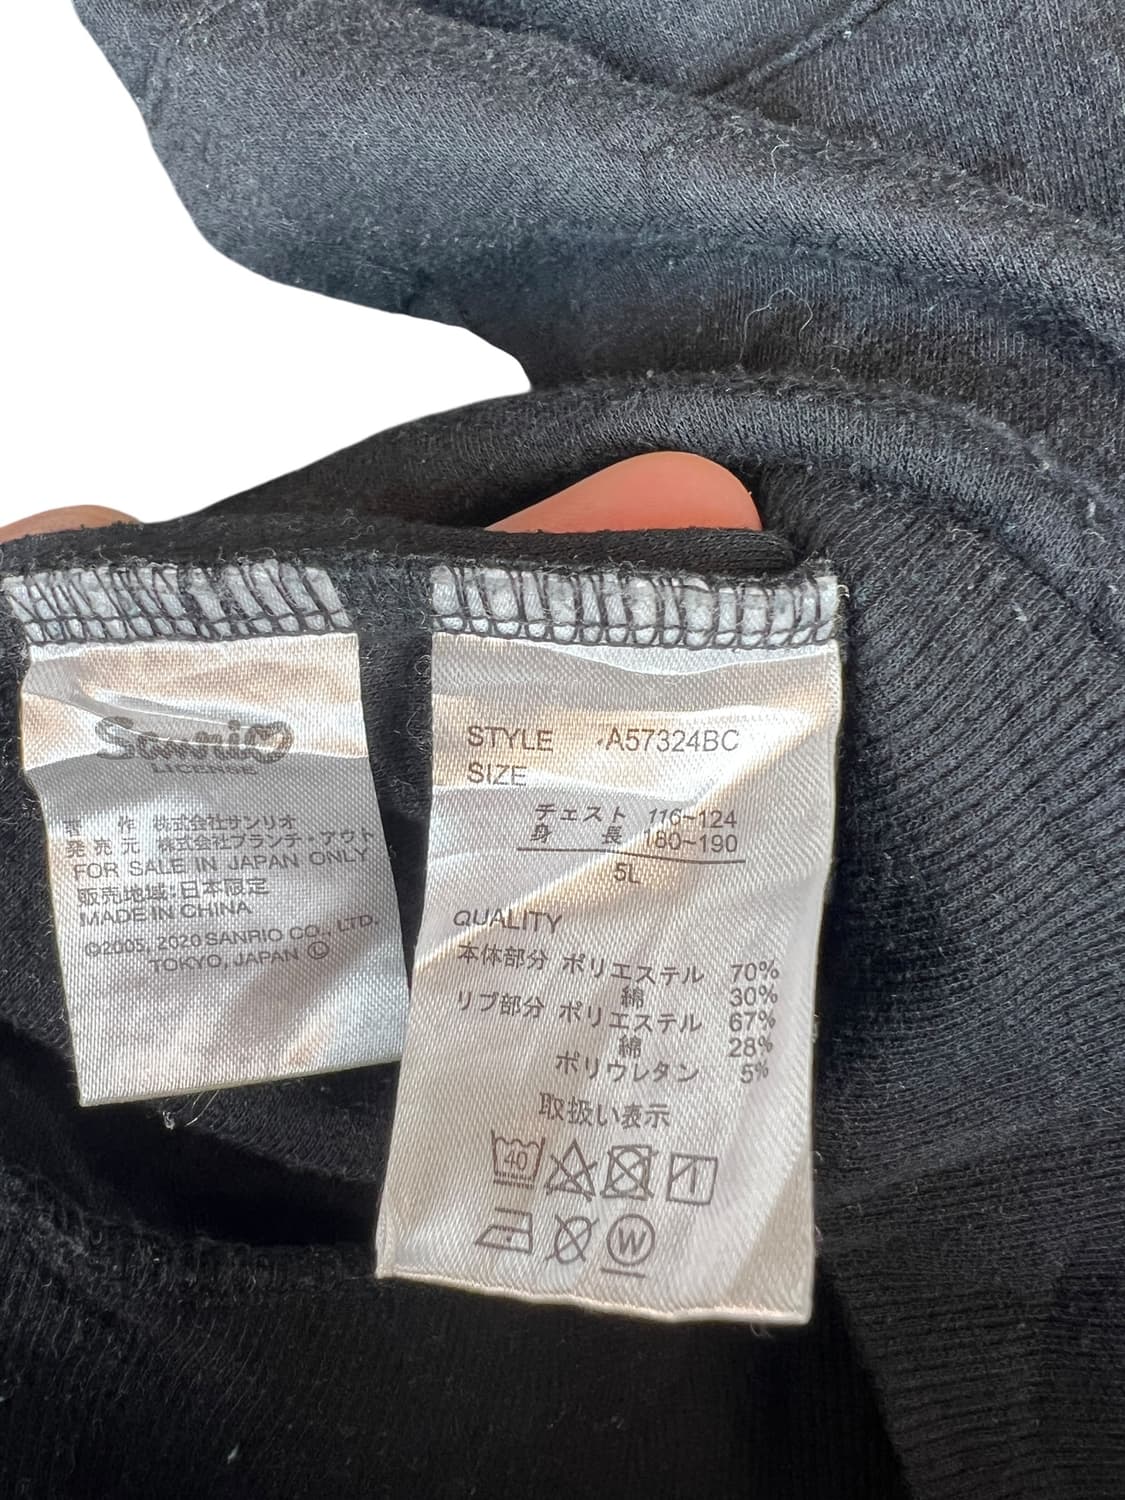 Sanrio
LICENSE
製 作 株式会社サンリオ
発売元 株式会社プランテ・アウト
FOR SALE IN JAPAN ONLY
販売地域:日本限定
MADE IN CHINA
©2005, 2020 SANRIO CO., LTD.
TOKYO, JAPAN Ⓒ
STYLE A57324BC
SIZE
チェスト 116~124
身 長 180~190
5L
QUALITY
本体部分 ポリエステル 70%
綿 30%
リブ部分 ポリエステル 67%
綿 28%
ポリウレタン 5%
取扱い表示
40
W